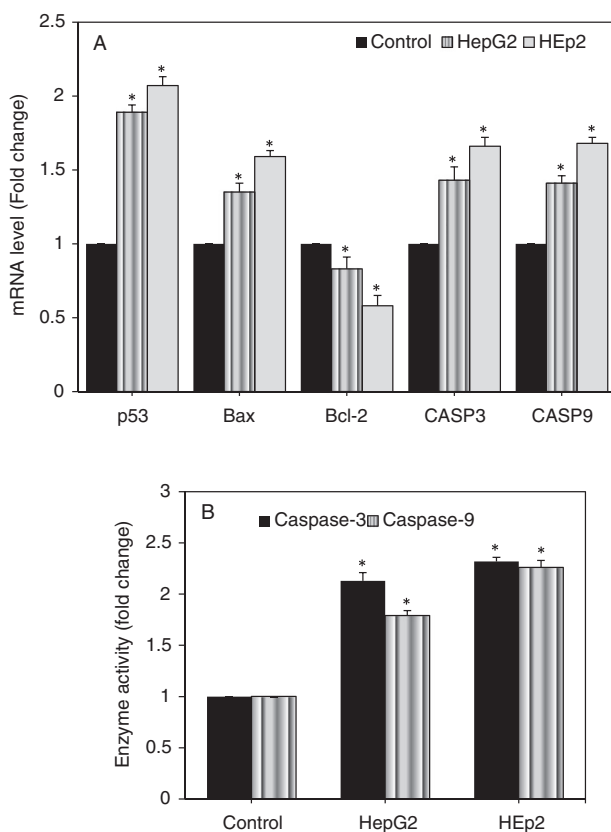 A
Control HepG2 HEp2
mRNA level (Fold change)
2.5
2
1.5
1
0.5
0
* * * * * * * * * *
p53 Bax Bcl-2 CASP3 CASP9
B
Caspase-3 Caspase-9
Enzyme activity (fold change)
3
2.5
2
1.5
1
0.5
0
* * * *
Control HepG2 HEp2